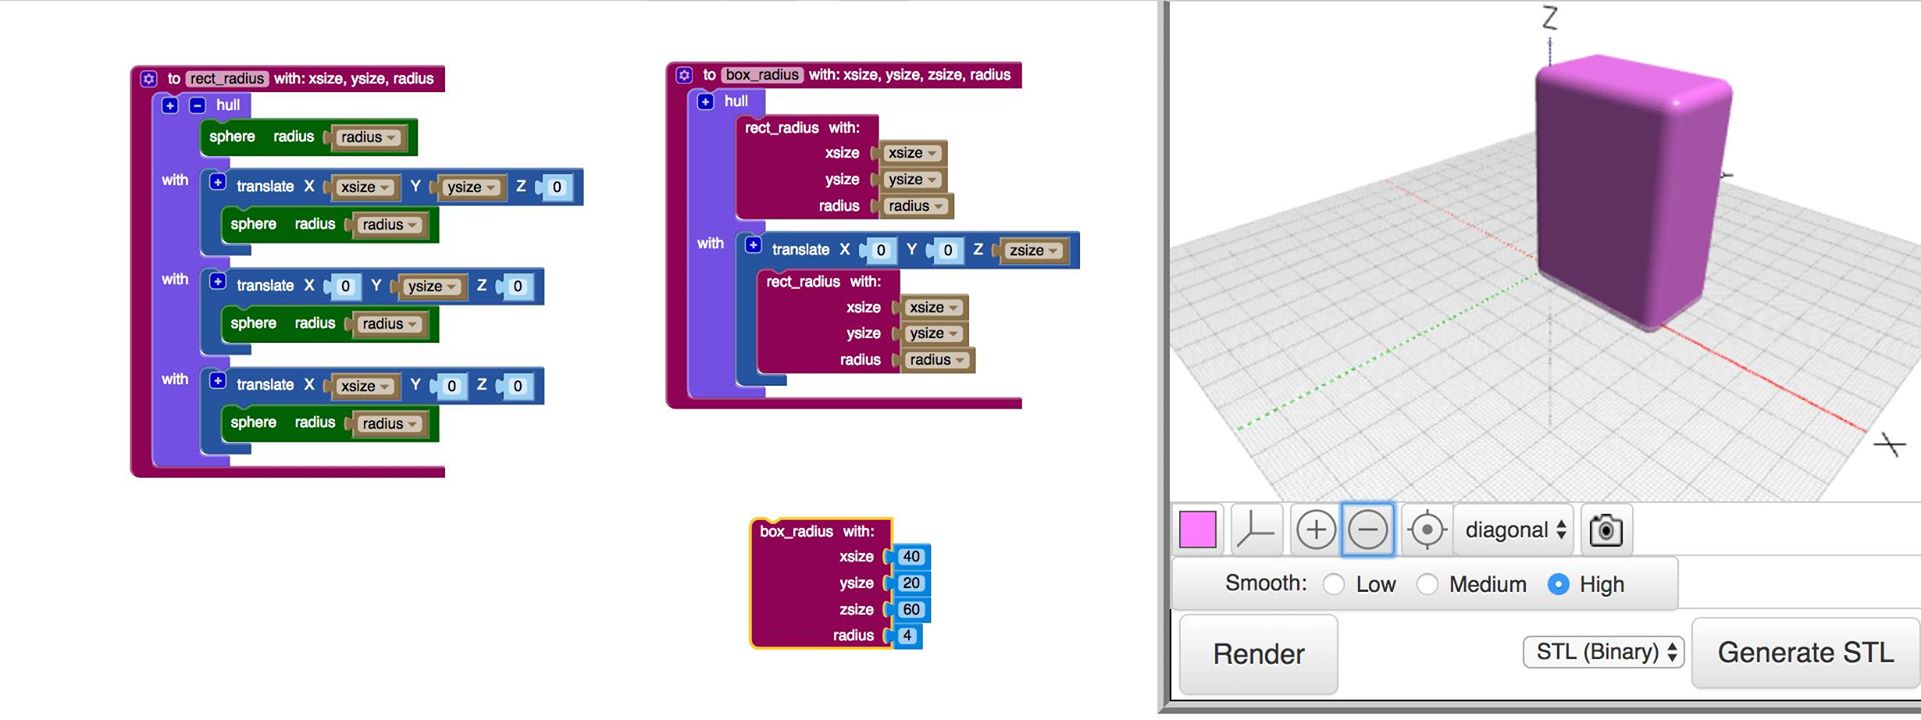 to rect_radius with: xsize, ysize, radius
+ − hull
sphere radius radius
with + translate X xsize Y ysize Z 0
sphere radius radius
with + translate X 0 Y ysize Z 0
sphere radius radius
with + translate X xsize Y 0 Z 0
sphere radius radius
to box_radius with: xsize, ysize, zsize, radius
+ hull
rect_radius with:
xsize xsize
ysize ysize
radius radius
with + translate X 0 Y 0 Z zsize
rect_radius with:
xsize xsize
ysize ysize
radius radius
box_radius with:
xsize 40
ysize 20
zsize 60
radius 4
Z
X
diagonal
Smooth: Low Medium High
Render STL (Binary) Generate STL